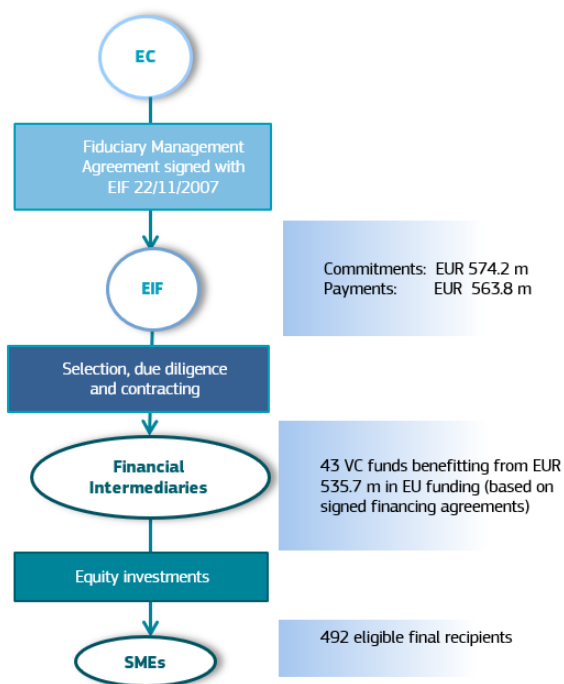 EC
Fiduciary Management
Agreement signed with
EIF 22/11/2007
EIF
Commitments: EUR 574.2 m
Payments: EUR 563.8 m
Selection, due diligence
and contracting
Financial
Intermediaries
43 VC funds benefitting from EUR
535.7 m in EU funding (based on
signed financing agreements)
Equity investments
SMEs
492 eligible final recipients